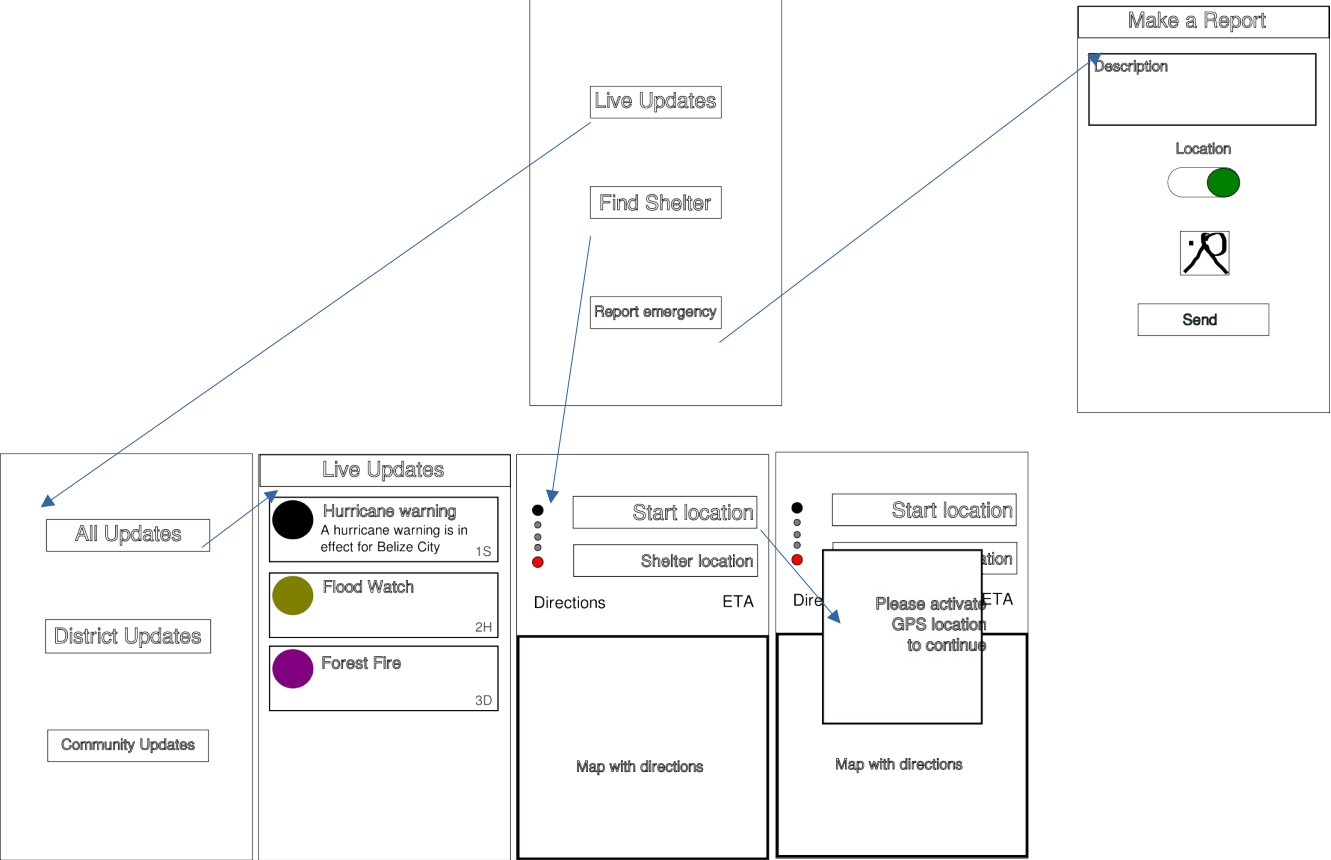 Live Updates
Find Shelter
Report emergency
Make a Report
Description
Location
Send
All Updates
District Updates
Community Updates
Live Updates
Hurricane warning
A hurricane warning is in
effect for Belize City
1S
Flood Watch
2H
Forest Fire
3D
Start location
Shelter location
Directions
ETA
Map with directions
Start location
ation
Dire
ETA
Please activate
GPS location
to continue
Map with directions